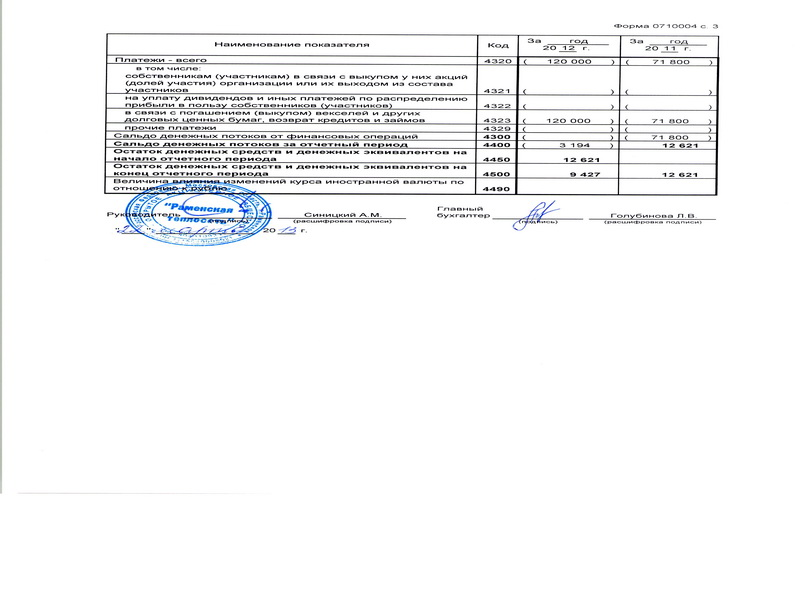 Форма 0710004 с. 3
Наименование показателя Код За год 20 12 г. За год 20 11 г.
Платежи - всего 4320 ( 120 000 ) ( 71 800 )
в том числе:
собственникам (участникам) в связи с выкупом у них акций
(долей участия) организации или их выходом из состава
участников 4321 ( ) ( )
на уплату дивидендов и иных платежей по распределению
прибыли в пользу собственников (участников) 4322 ( ) ( )
в связи с погашением (выкупом) векселей и других
долговых ценных бумаг, возврат кредитов и займов 4323 ( 120 000 ) ( 71 800 )
прочие платежи 4329 ( ) ( )
Сальдо денежных потоков от финансовых операций 4300 ( ) ( 71 800 )
Сальдо денежных потоков за отчетный период 4400 ( 3 194 ) 12 621
Остаток денежных средств и денежных эквивалентов на
начало отчетного периода 4450 12 621
Остаток денежных средств и денежных эквивалентов на
конец отчетного периода 4500 9 427 12 621
Величина влияния изменений курса иностранной валюты по
отношению к рублю 4490
"Раменская
Теплосеть"
Руководитель Синицкий А.М. Главный бухгалтер Голубинова Л.В.
(расшифровка подписи) (подпись) (расшифровка подписи)
"22" марта 20 13 г.